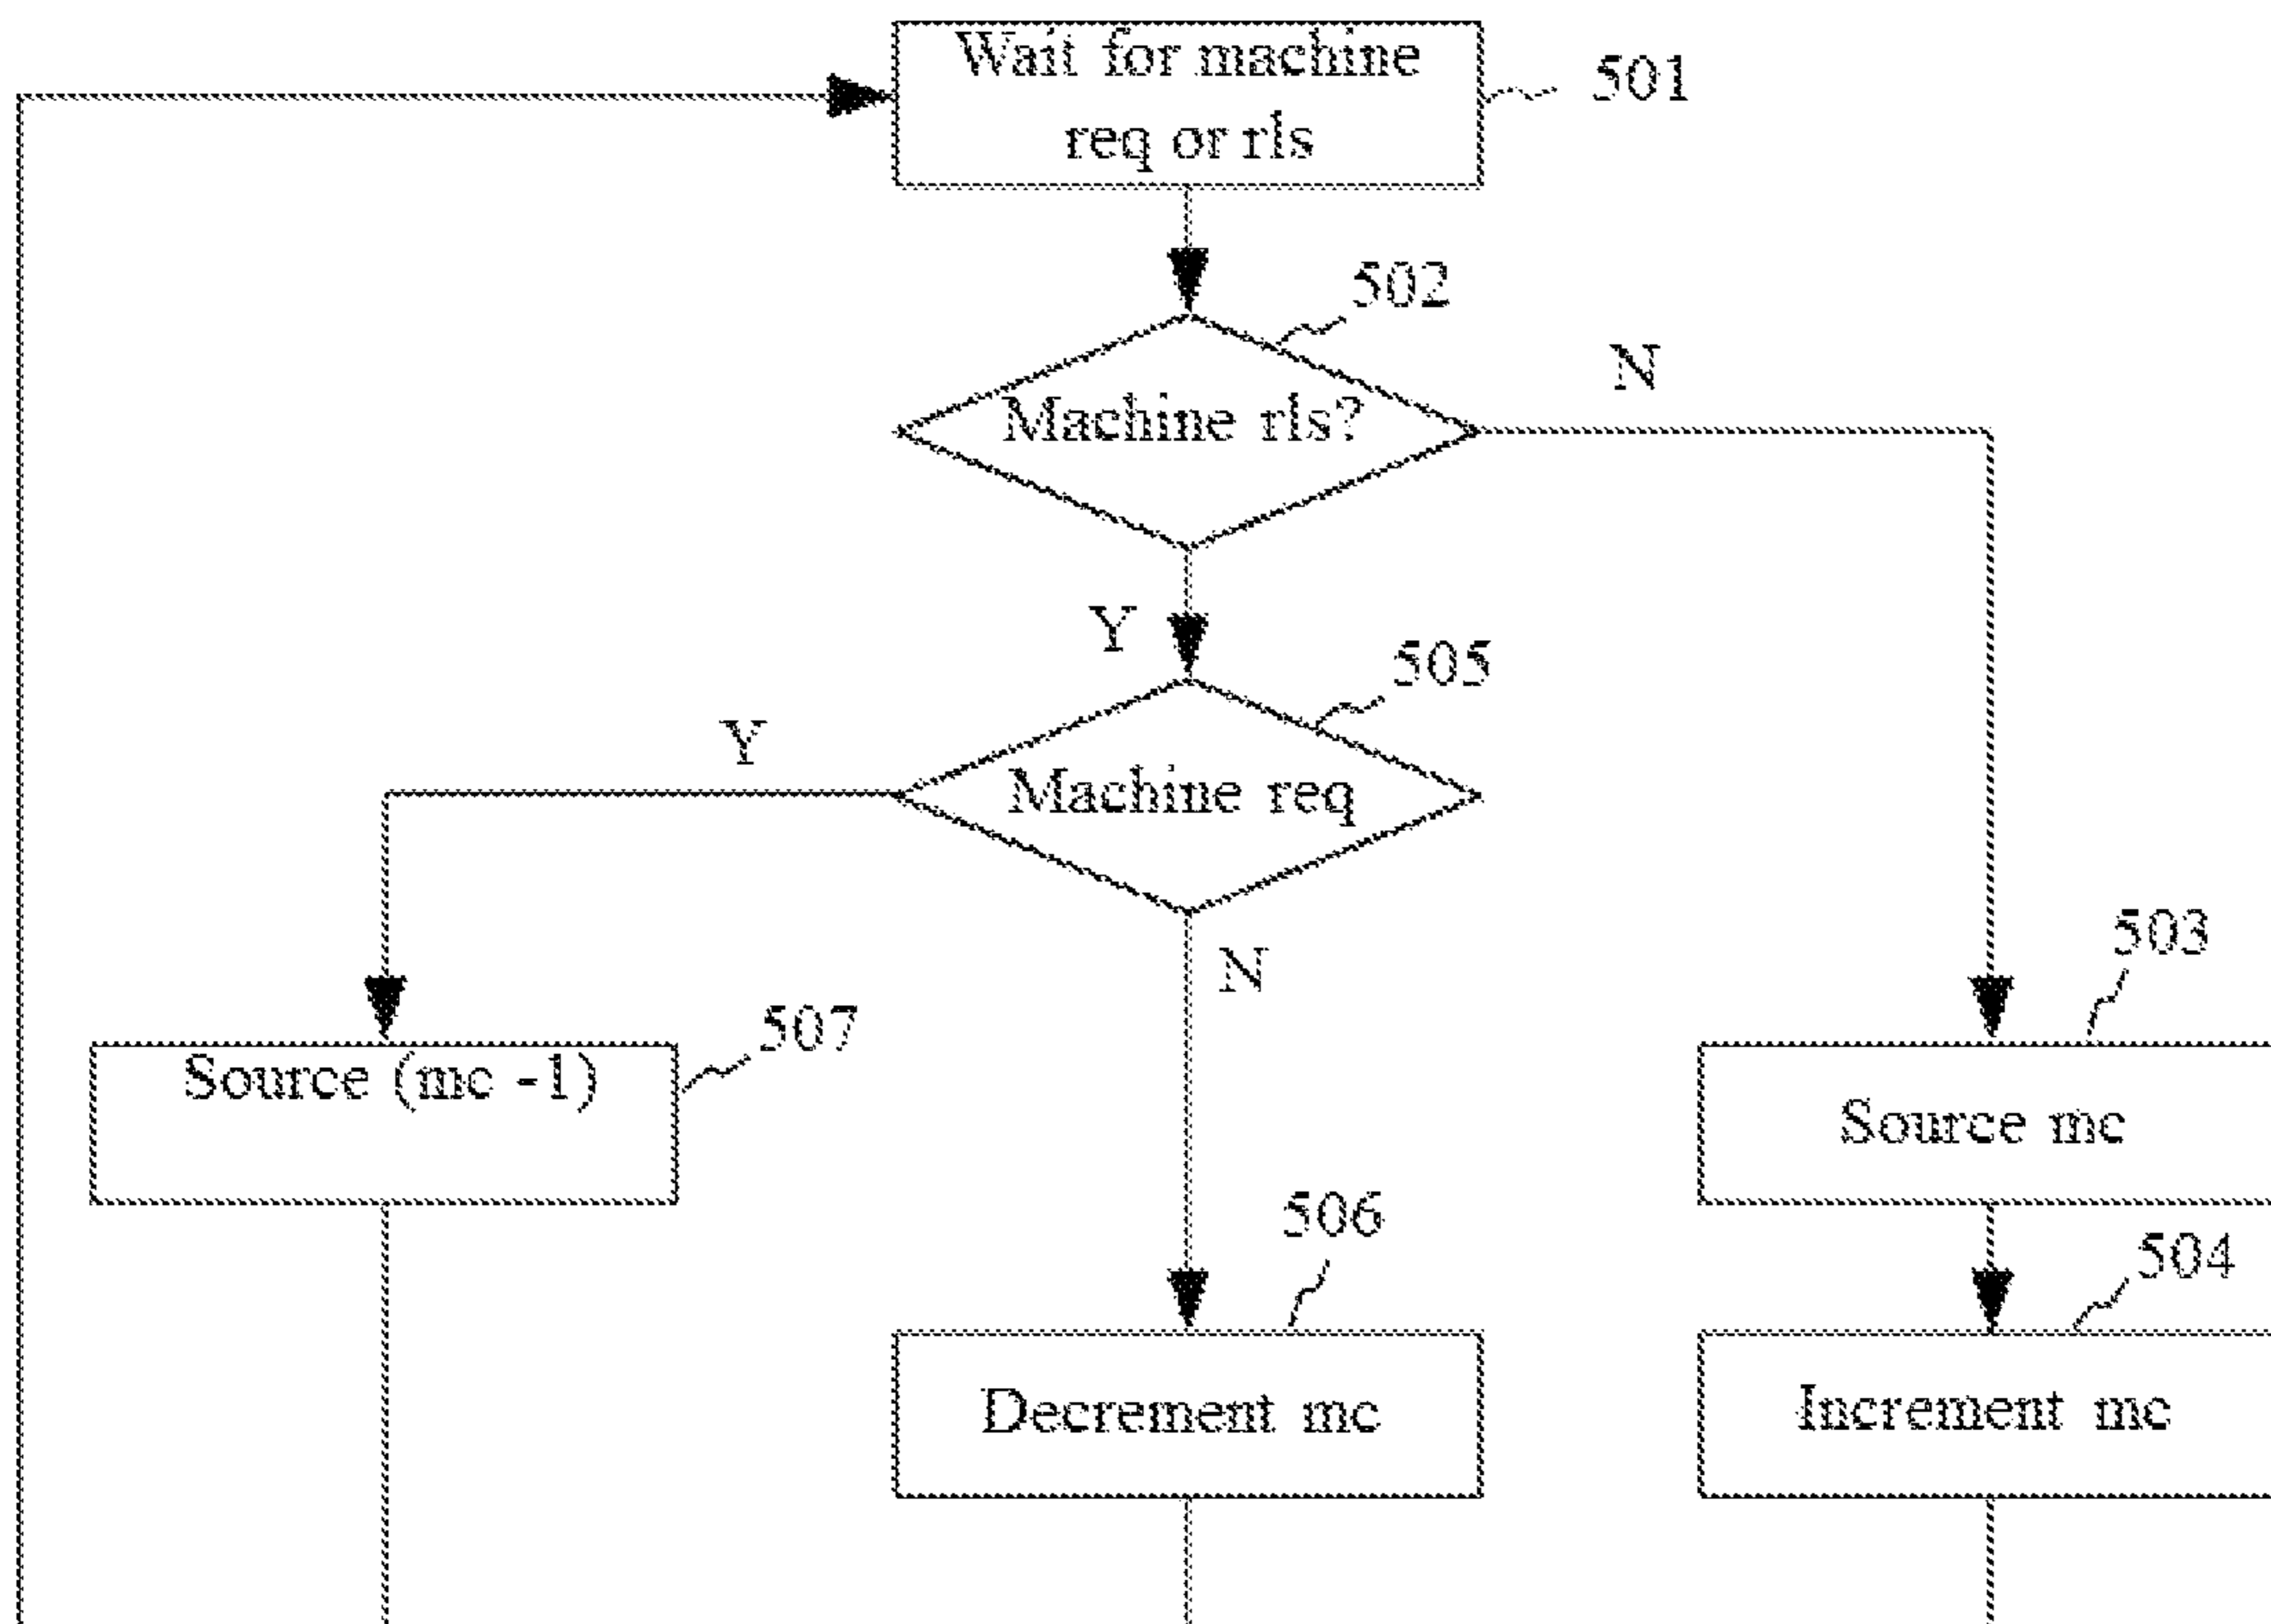 Wait for machine
req or rls
501
502
N
Machine rls?
Y
505
Y
Machine req
N
503
507
Source (mc -1)
Source mc
506
504
Decrement mc
Increment mc